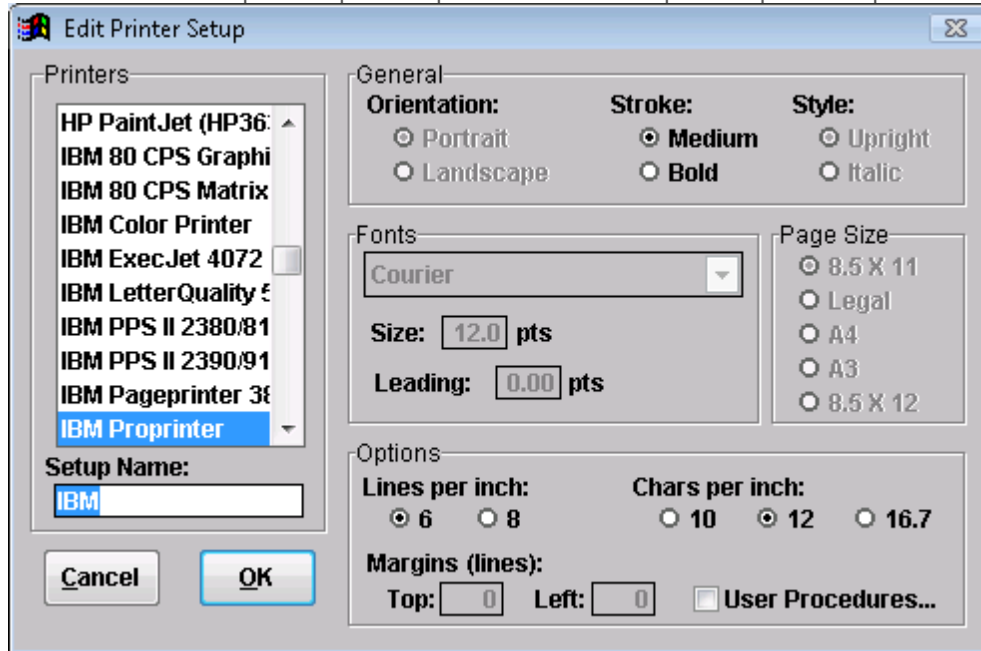 Edit Printer Setup
Printers
HP PaintJet (HP36
IBM 80 CPS Graphi
IBM 80 CPS Matrix
IBM Color Printer
IBM ExecJet 4072
IBM LetterQuality 5
IBM PPS II 2380/81
IBM PPS II 2390/91
IBM Pageprinter 38
IBM Proprinter
Setup Name:
IBM
Cancel OK
General
Orientation: Stroke: Style:
Portrait Medium Upright
Landscape Bold Italic
Fonts
Courier
Size: 12.0 pts
Leading: 0.00 pts
Page Size
8.5 X 11
Legal
A4
A3
8.5 X 12
Options
Lines per inch: Chars per inch:
6 8 10 12 16.7
Margins (lines):
Top: 0 Left: 0 User Procedures...